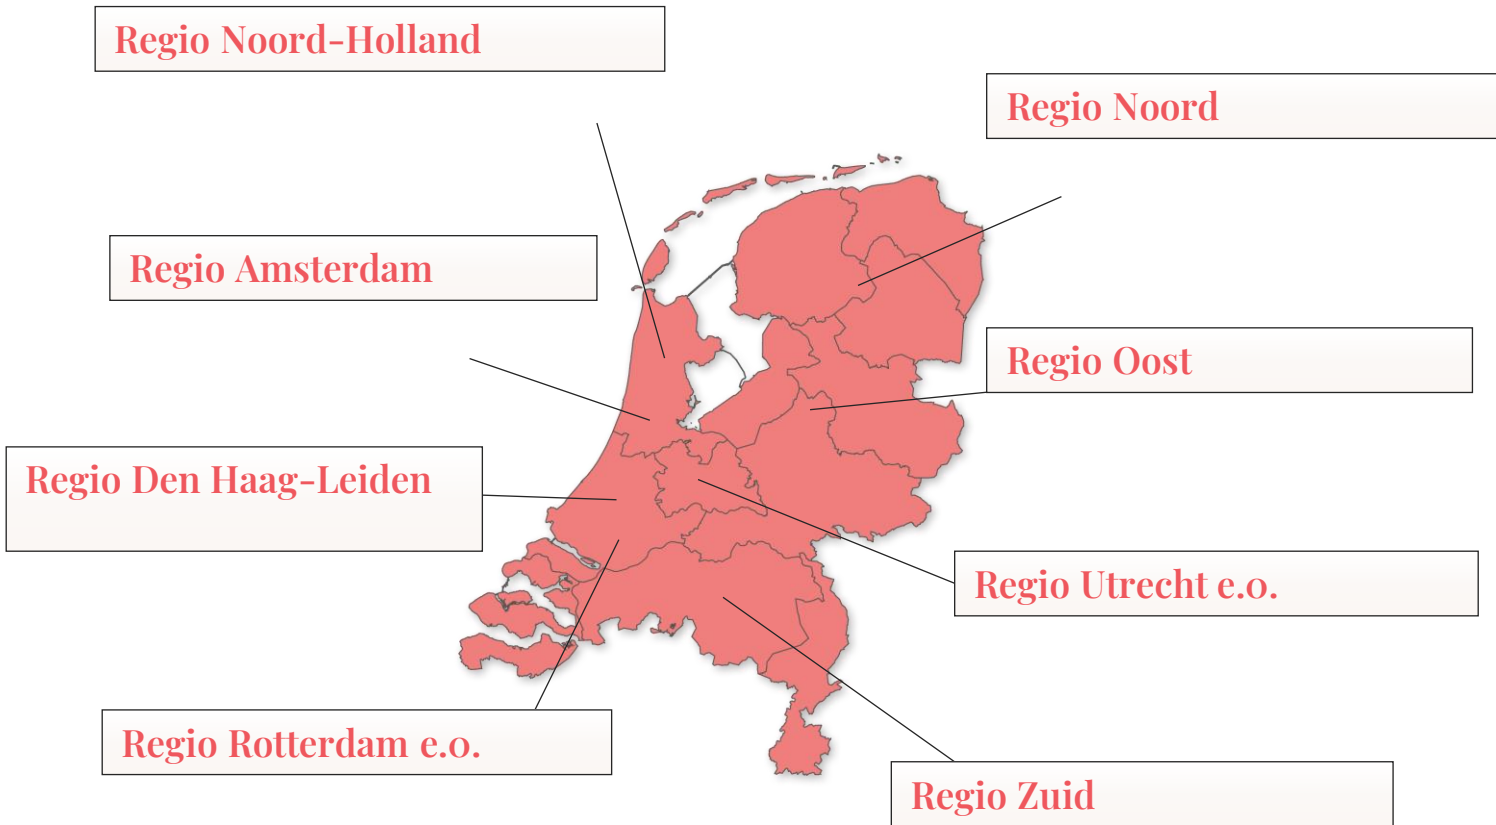 Regio Noord-Holland
Regio Noord
Regio Amsterdam
Regio Oost
Regio Den Haag-Leiden
Regio Utrecht e.o.
Regio Rotterdam e.o.
Regio Zuid